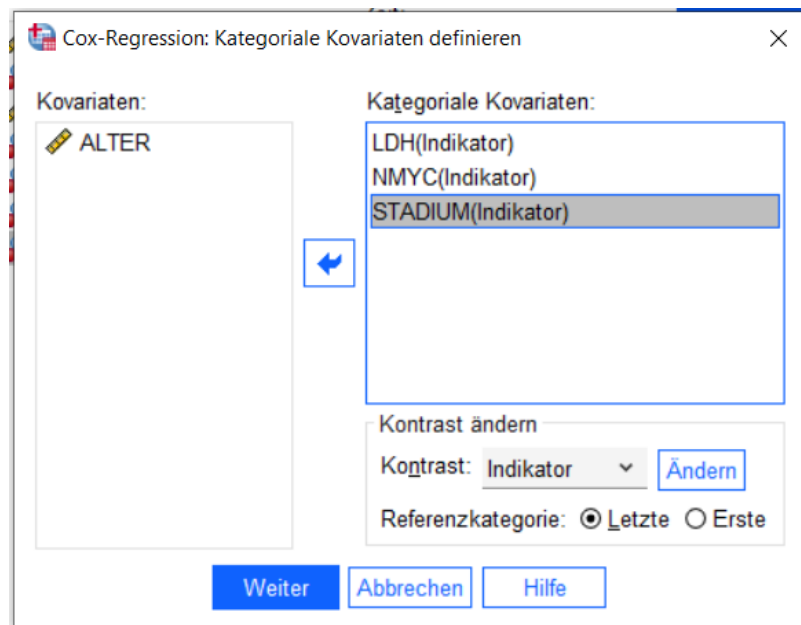 Cox-Regression: Kategoriale Kovariaten definieren
Kovariaten:
ALTER
Kategoriale Kovariaten:
LDH(Indikator)
NMYC(Indikator)
STADIUM(Indikator)
Kontrast ändern
Kontrast: Indikator Ändern
Referenzkategorie: Letzte Erste
Weiter Abbrechen Hilfe